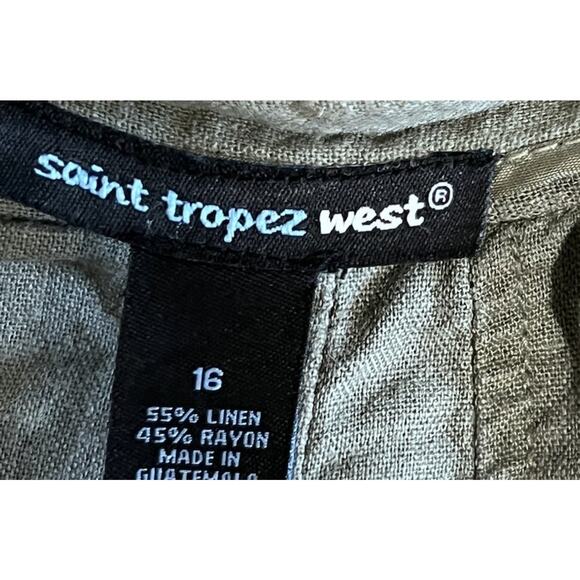 saint tropez west®
16
55% LINEN
45% RAYON
MADE IN
GUATEMALA